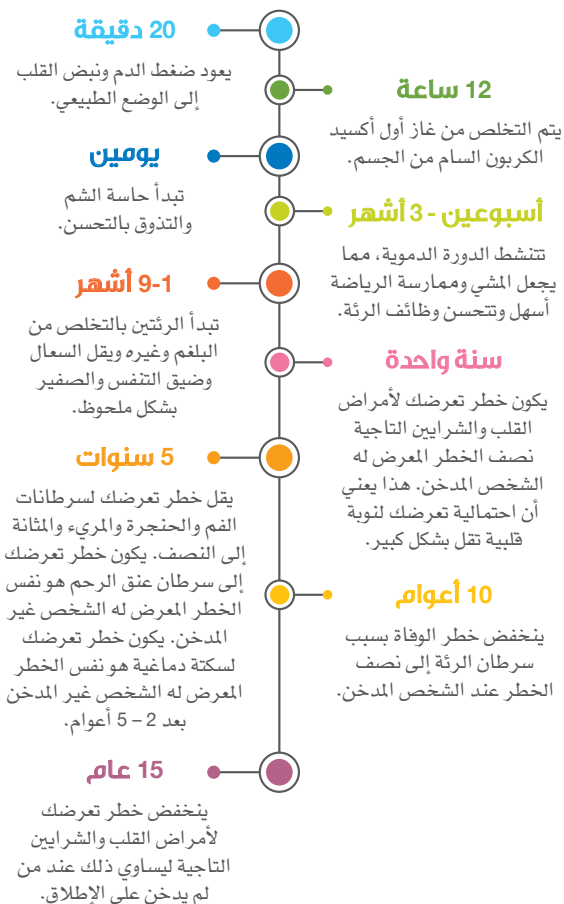 20 دقيقة
يعود ضغط الدم ونبض القلب
إلى الوضع الطبيعي.
12 ساعة
يتم التخلص من غاز أول أكسيد
الكربون السام من الجسم.
يومين
تبدأ حاسة الشم
والتذوق بالتحسن.
أسبوعين - 3 أشهر
تتنشط الدورة الدموية، مما
يجعل المشي وممارسة الرياضة
أسهل وتتحسن وظائف الرئة.
1-9 أشهر
تبدأ الرئتين بالتخلص من
البلغم وغيره ويقل السعال
وضيق التنفس والصفير
بشكل ملحوظ.
سنة واحدة
يكون خطر تعرضك لأمراض
القلب والشرايين التاجية
نصف الخطر المعرض له
الشخص المدخن. هذا يعني
أن احتمالية تعرضك لنوبة
قلبية تقل بشكل كبير.
5 سنوات
يقل خطر تعرضك لسرطانات
الفم والحنجرة والمريء والمثانة
إلى النصف. يكون خطر تعرضك
إلى سرطان عنق الرحم هو نفس
الخطر المعرض له الشخص غير
المدخن. يكون خطر تعرضك
لسكتة دماغية هو نفس الخطر
المعرض له الشخص غير المدخن
بعد 2 – 5 أعوام.
10 أعوام
ينخفض خطر الوفاة بسبب
سرطان الرئة إلى نصف
الخطر عند الشخص المدخن.
15 عام
ينخفض خطر تعرضك
لأمراض القلب والشرايين
التاجية ليساوي ذلك عند من
لم يدخن على الإطلاق.